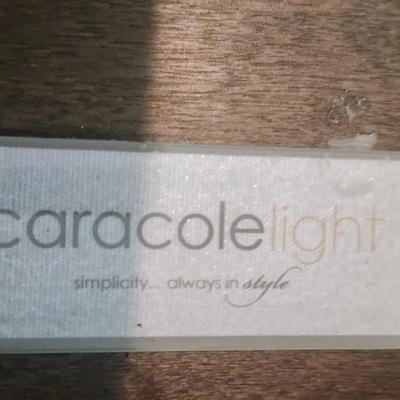 caracolelight
simplicity... always in style